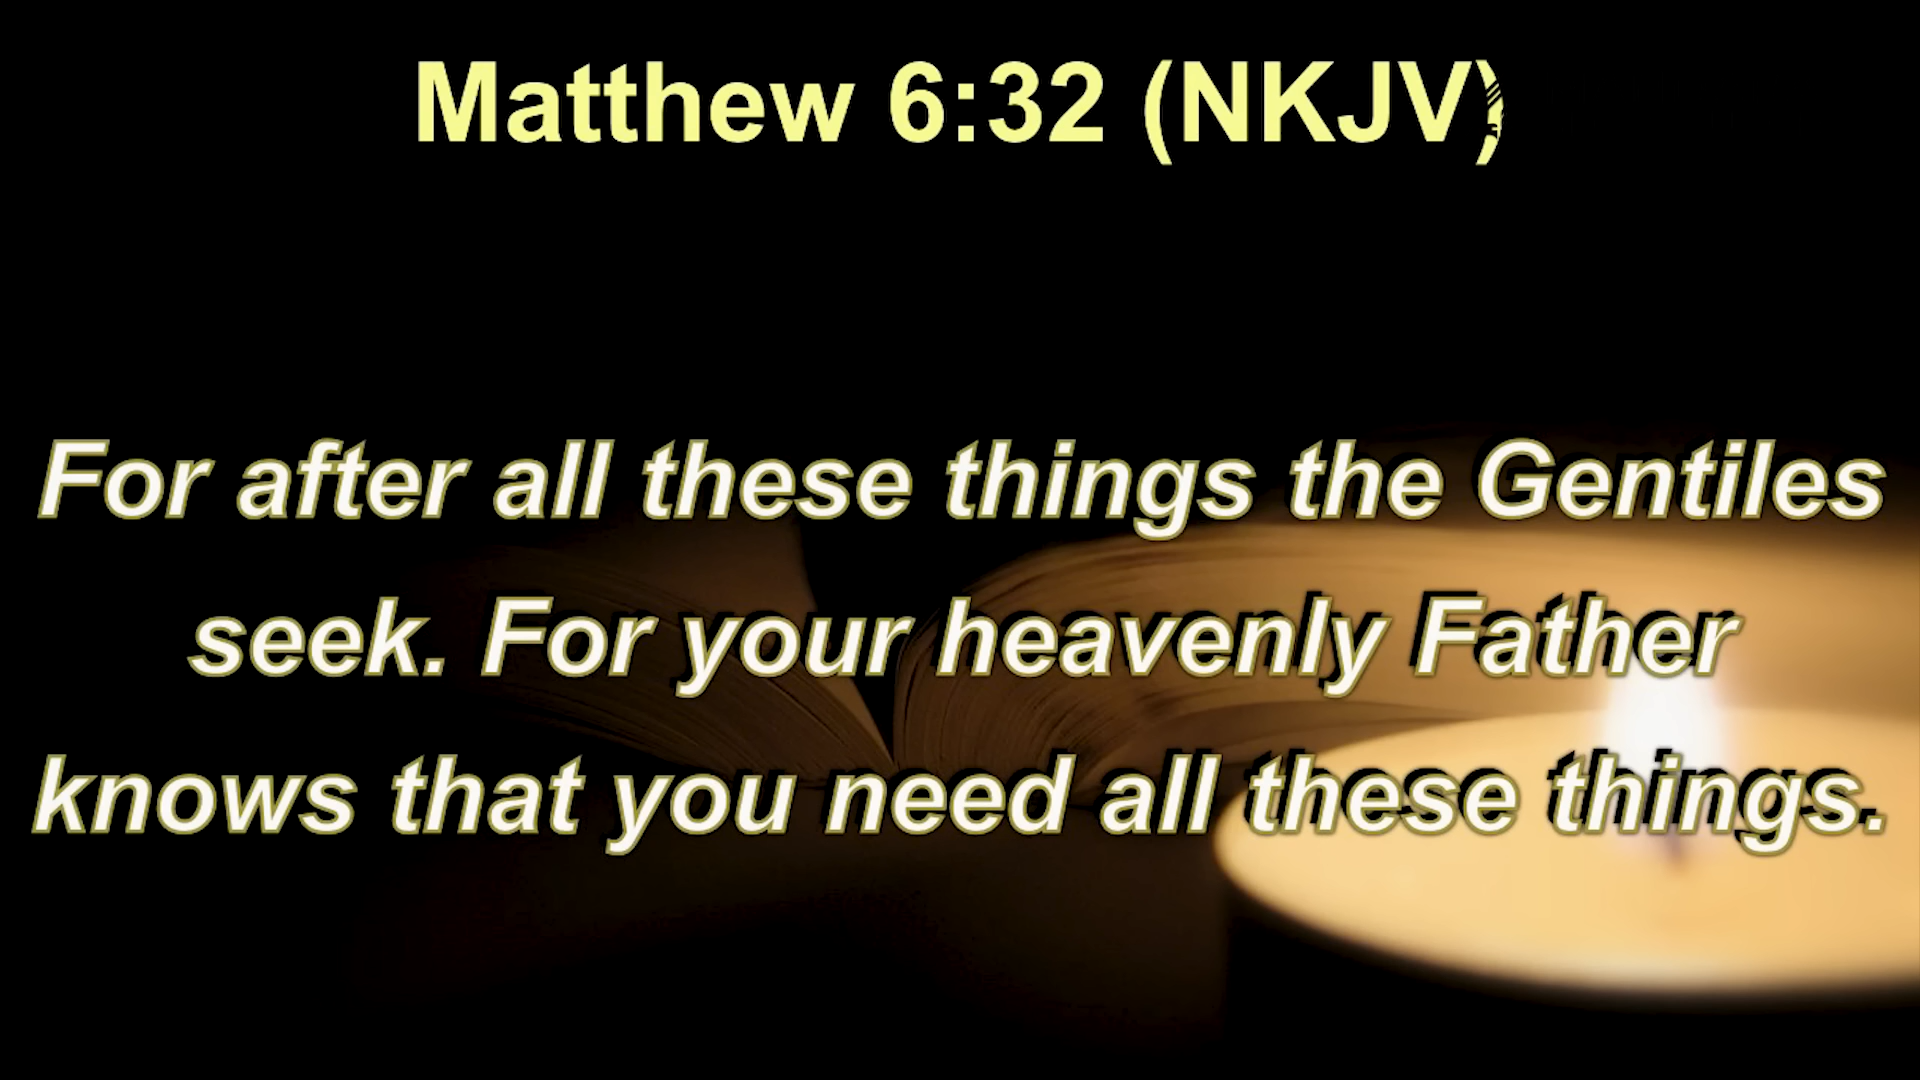 Matthew 6:32 (NKJV)
For after all these things the Gentiles
seek. For your heavenly Father
knows that you need all these things.